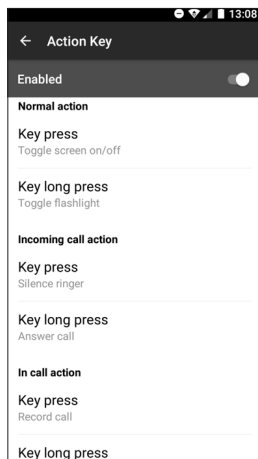 13:08
Action Key
Enabled
Normal action
Key press
Toggle screen on/off
Key long press
Toggle flashlight
Incoming call action
Key press
Silence ringer
Key long press
Answer call
In call action
Key press
Record call
Key long press